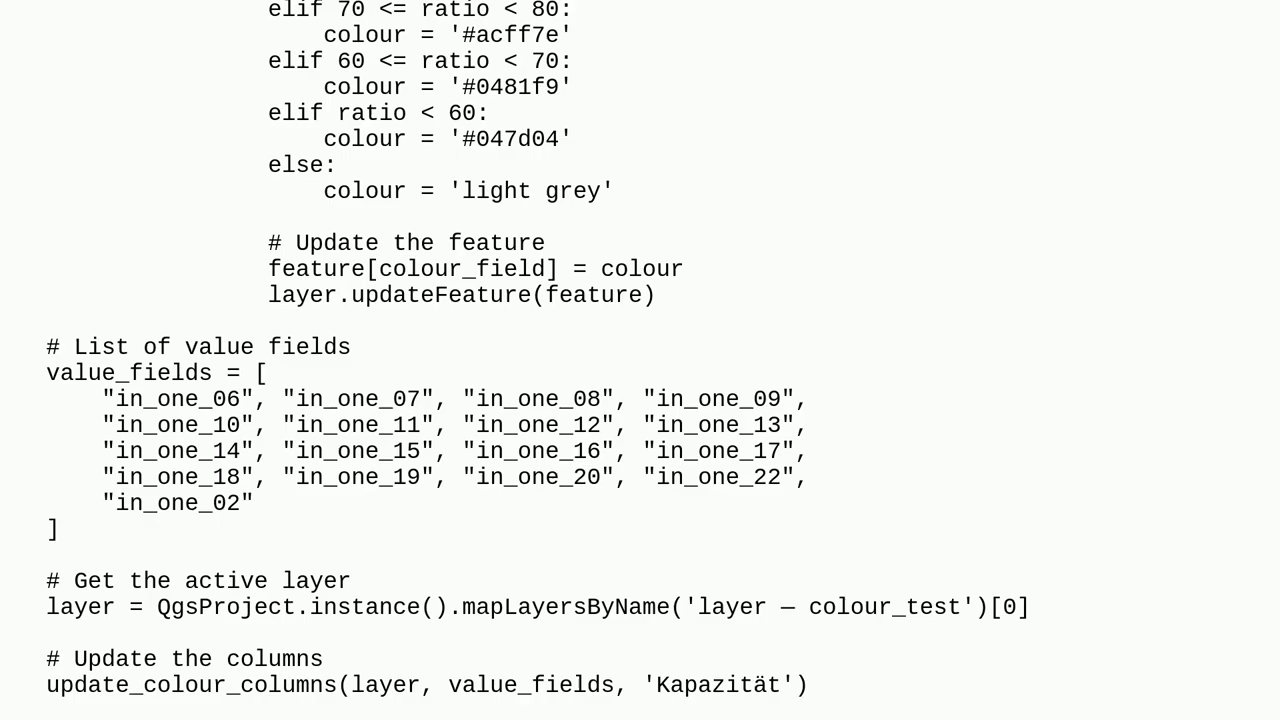 elif 70 <= ratio < 80:
colour = '#acff7e'
elif 60 <= ratio < 70:
colour = '#0481f9'
elif ratio < 60:
colour = '#047d04'
else:
colour = 'light grey'
# Update the feature
feature[colour_field] = colour
layer.updateFeature(feature)
# List of value fields
value_fields = [
"in_one_06", "in_one_07", "in_one_08", "in_one_09",
"in_one_10", "in_one_11", "in_one_12", "in_one_13",
"in_one_14", "in_one_15", "in_one_16", "in_one_17",
"in_one_18", "in_one_19", "in_one_20", "in_one_22",
"in_one_02"
]
# Get the active layer
layer = QgsProject.instance().mapLayersByName('layer — colour_test')[0]
# Update the columns
update_colour_columns(layer, value_fields, 'Kapazität')